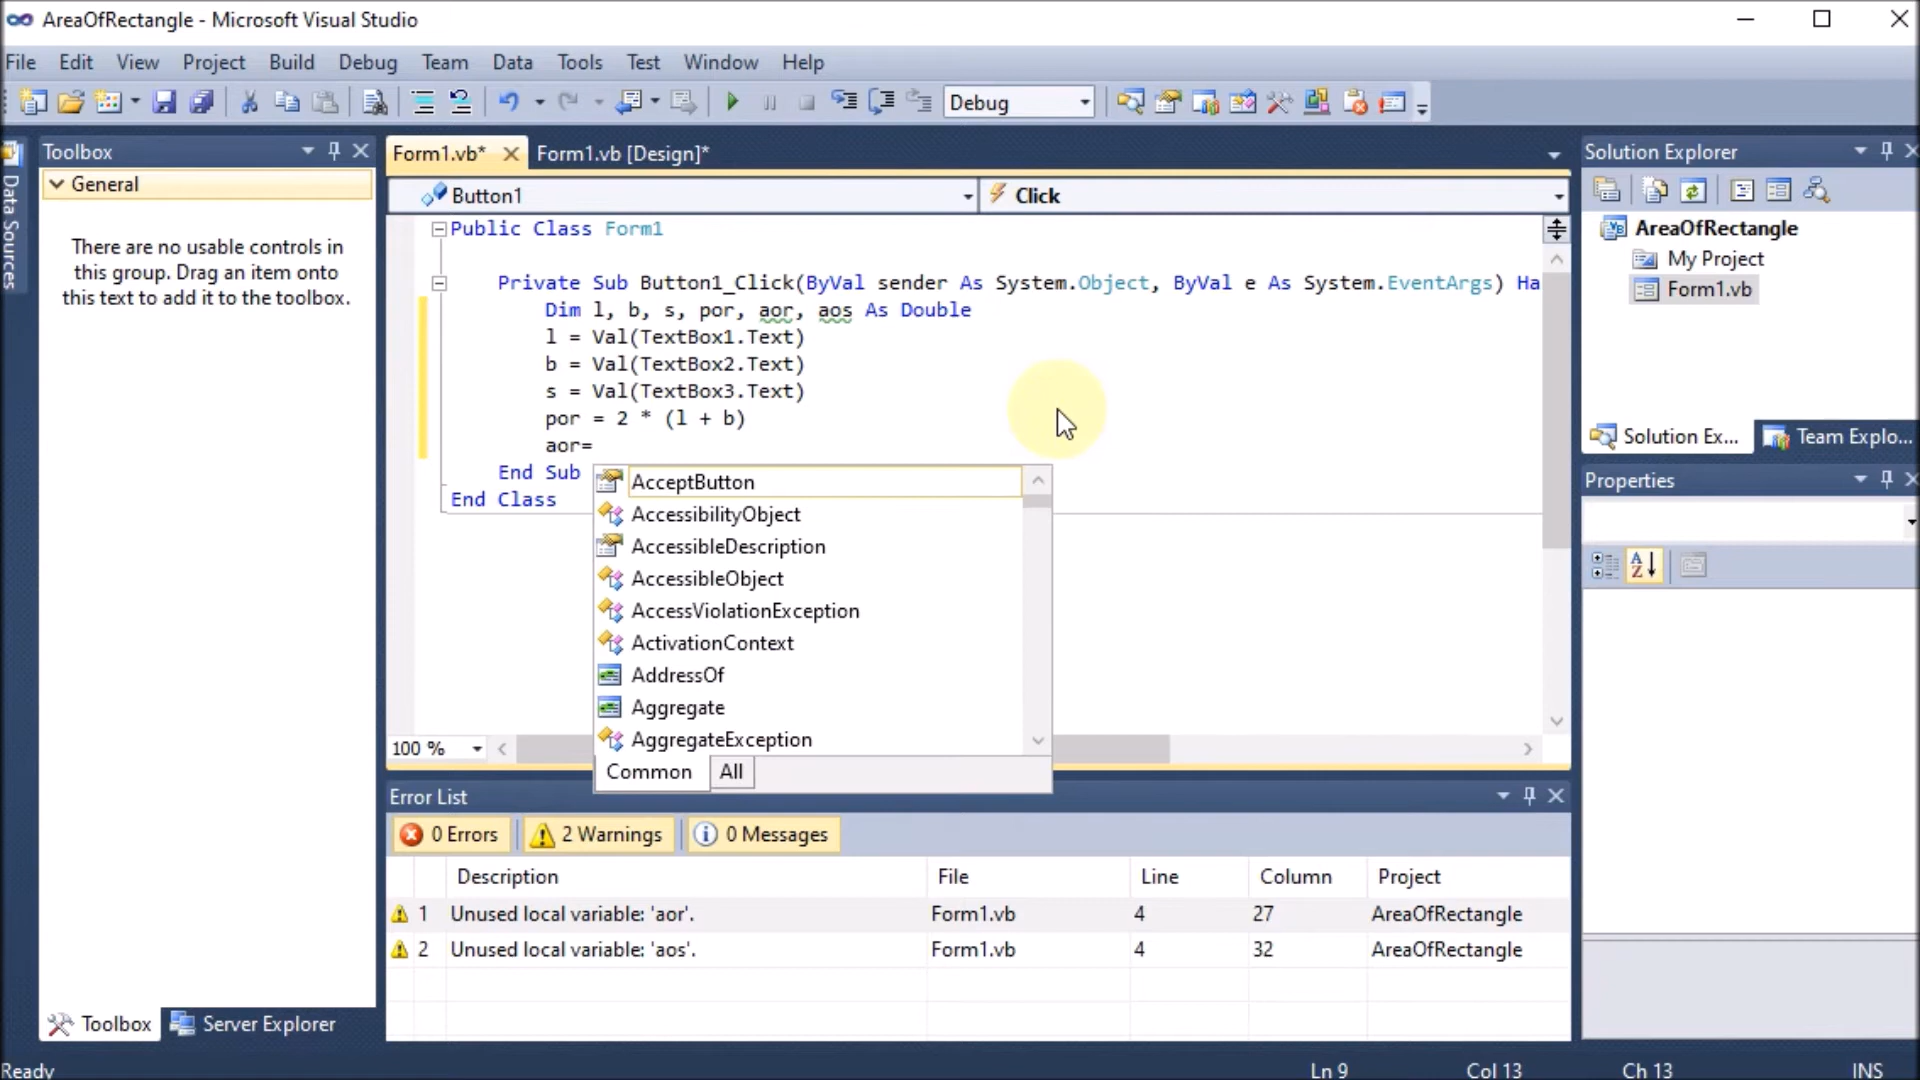 AreaOfRectangle - Microsoft Visual Studio
File Edit View Project Build Debug Team Data Tools Test Window Help
Debug
Data Sources
Toolbox
General
There are no usable controls in
this group. Drag an item onto
this text to add it to the toolbox.
Toolbox Server Explorer
Form1.vb* Form1.vb [Design]*
Button1 Click
Public Class Form1
Private Sub Button1_Click(ByVal sender As System.Object, ByVal e As System.EventArgs) Ha
Dim l, b, s, por, aor, aos As Double
l = Val(TextBox1.Text)
b = Val(TextBox2.Text)
s = Val(TextBox3.Text)
por = 2 * (l + b)
aor=
End Sub
End Class
AcceptButton
AccessibilityObject
AccessibleDescription
AccessibleObject
AccessViolationException
ActivationContext
AddressOf
Aggregate
AggregateException
Common All
100 %
Error List
0 Errors 2 Warnings 0 Messages
Description File Line Column Project
1 Unused local variable: 'aor'. Form1.vb 4 27 AreaOfRectangle
2 Unused local variable: 'aos'. Form1.vb 4 32 AreaOfRectangle
Solution Explorer
AreaOfRectangle
My Project
Form1.vb
Solution Ex... Team Explo...
Properties
Ready Ln 9 Col 13 Ch 13 INS